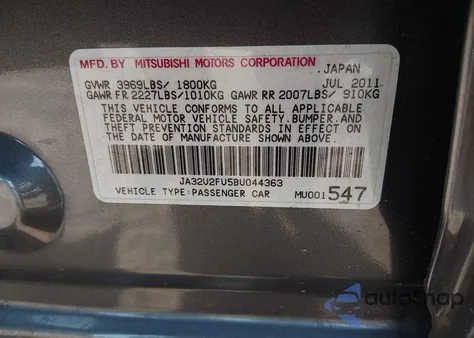 MFD. BY MITSUBISHI MOTORS CORPORATION
JAPAN
GVWR 3969LBS/ 1800KG JUL 2011
GAWR FR 2227LBS/1010KG GAWR RR 2007LBS/ 910KG
THIS VEHICLE CONFORMS TO ALL APPLICABLE
FEDERAL MOTOR VEHICLE SAFETY.BUMPER.AND
THEFT PREVENTION STANDARDS IN EFFECT ON
THE DATE OF MANUFACTURE SHOWN ABOVE.
JA32U2FU5BU044363
VEHICLE TYPE:PASSENGER CAR MU001547
autoSnap